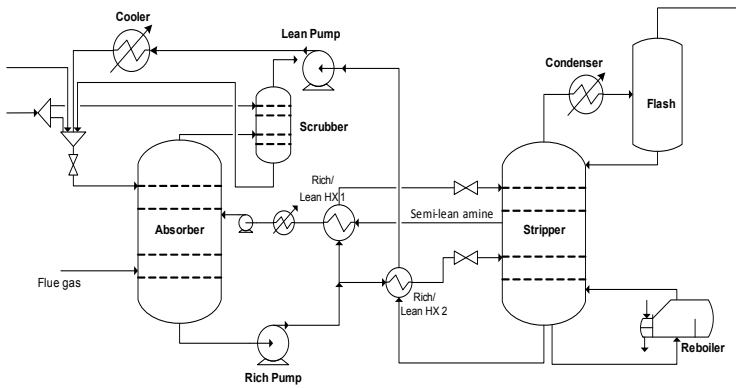 Cooler
Lean Pump
Condenser
Flash
Scrubber
Rich/
Lean HX 1
Absorber
Semi-lean amine
Stripper
Flue gas
Rich/
Lean HX 2
Rich Pump
Reboiler